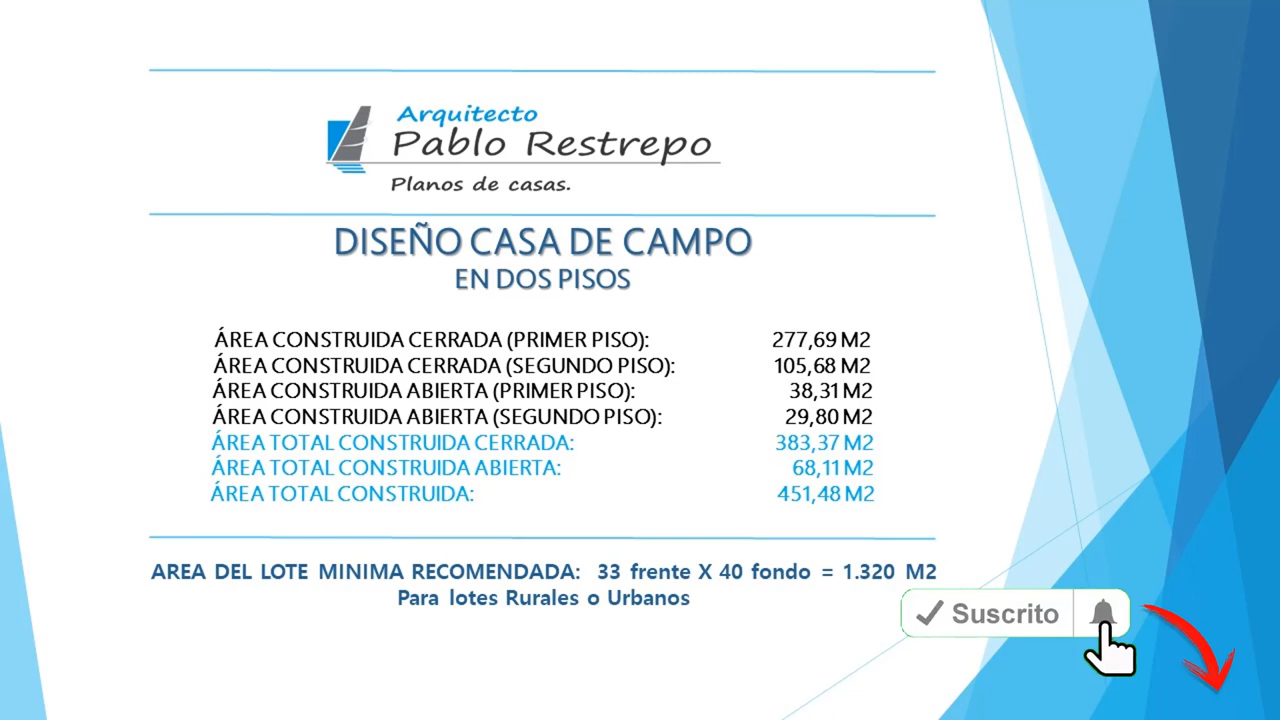 Arquitecto
Pablo Restrepo
Planos de casas.
DISEÑO CASA DE CAMPO
EN DOS PISOS
ÁREA CONSTRUIDA CERRADA (PRIMER PISO): 277,69 M2
ÁREA CONSTRUIDA CERRADA (SEGUNDO PISO): 105,68 M2
ÁREA CONSTRUIDA ABIERTA (PRIMER PISO): 38,31 M2
ÁREA CONSTRUIDA ABIERTA (SEGUNDO PISO): 29,80 M2
ÁREA TOTAL CONSTRUIDA CERRADA: 383,37 M2
ÁREA TOTAL CONSTRUIDA ABIERTA: 68,11 M2
ÁREA TOTAL CONSTRUIDA: 451,48 M2
AREA DEL LOTE MINIMA RECOMENDADA: 33 frente X 40 fondo = 1.320 M2
Para lotes Rurales o Urbanos
Suscrito